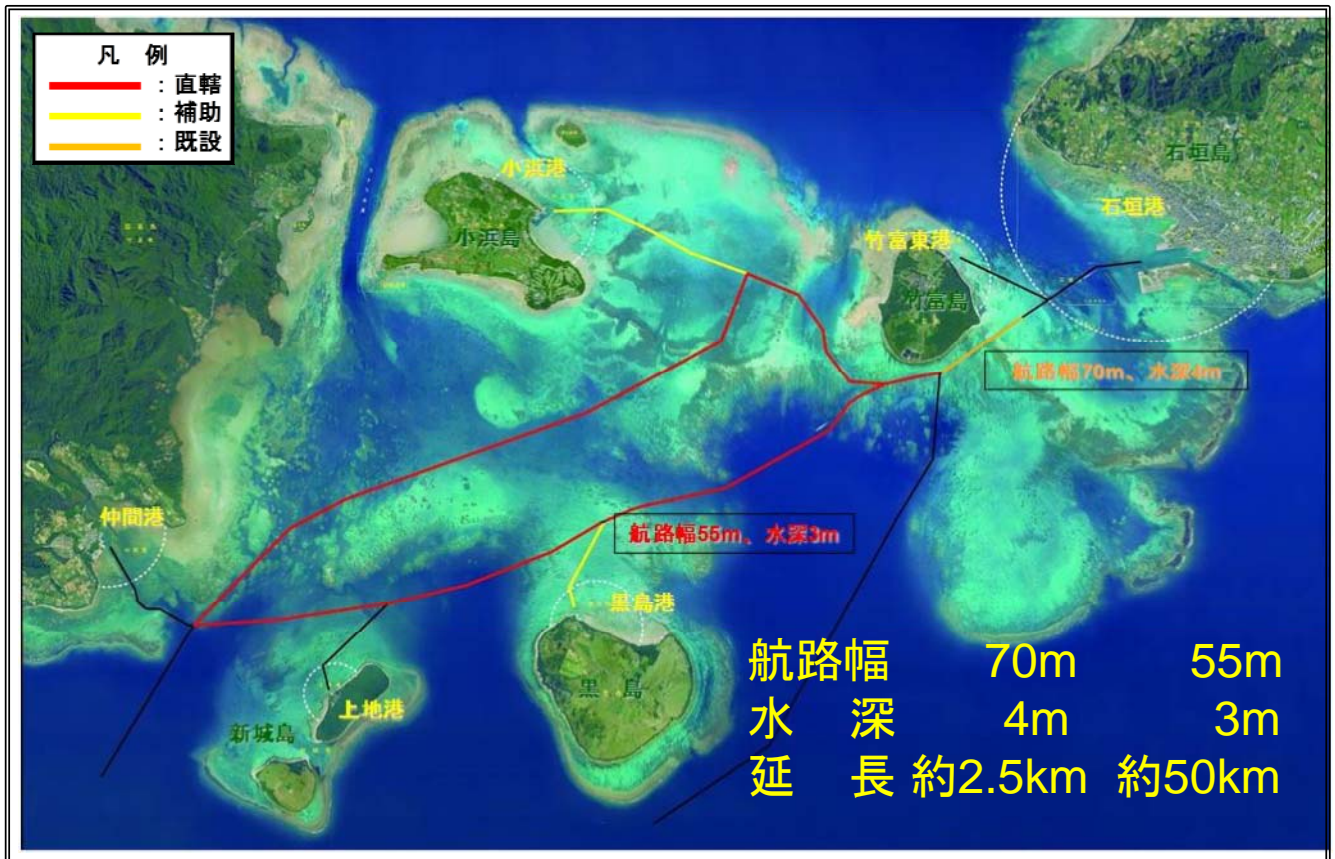 凡 例
：直轄
：補助
：既設
小浜港
小浜島
石垣島
石垣港
竹富東港
竹富島
航路幅70m、水深4m
仲間港
航路幅55m、水深3m
黒島港
黒 島
上地港
新城島
航路幅 70m 55m
水 深 4m 3m
延 長 約2.5km 約50km